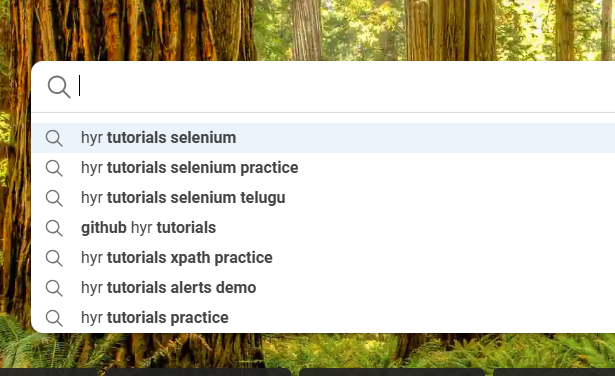 hyr tutorials selenium
hyr tutorials selenium practice
hyr tutorials selenium telugu
github hyr tutorials
hyr tutorials xpath practice
hyr tutorials alerts demo
hyr tutorials practice